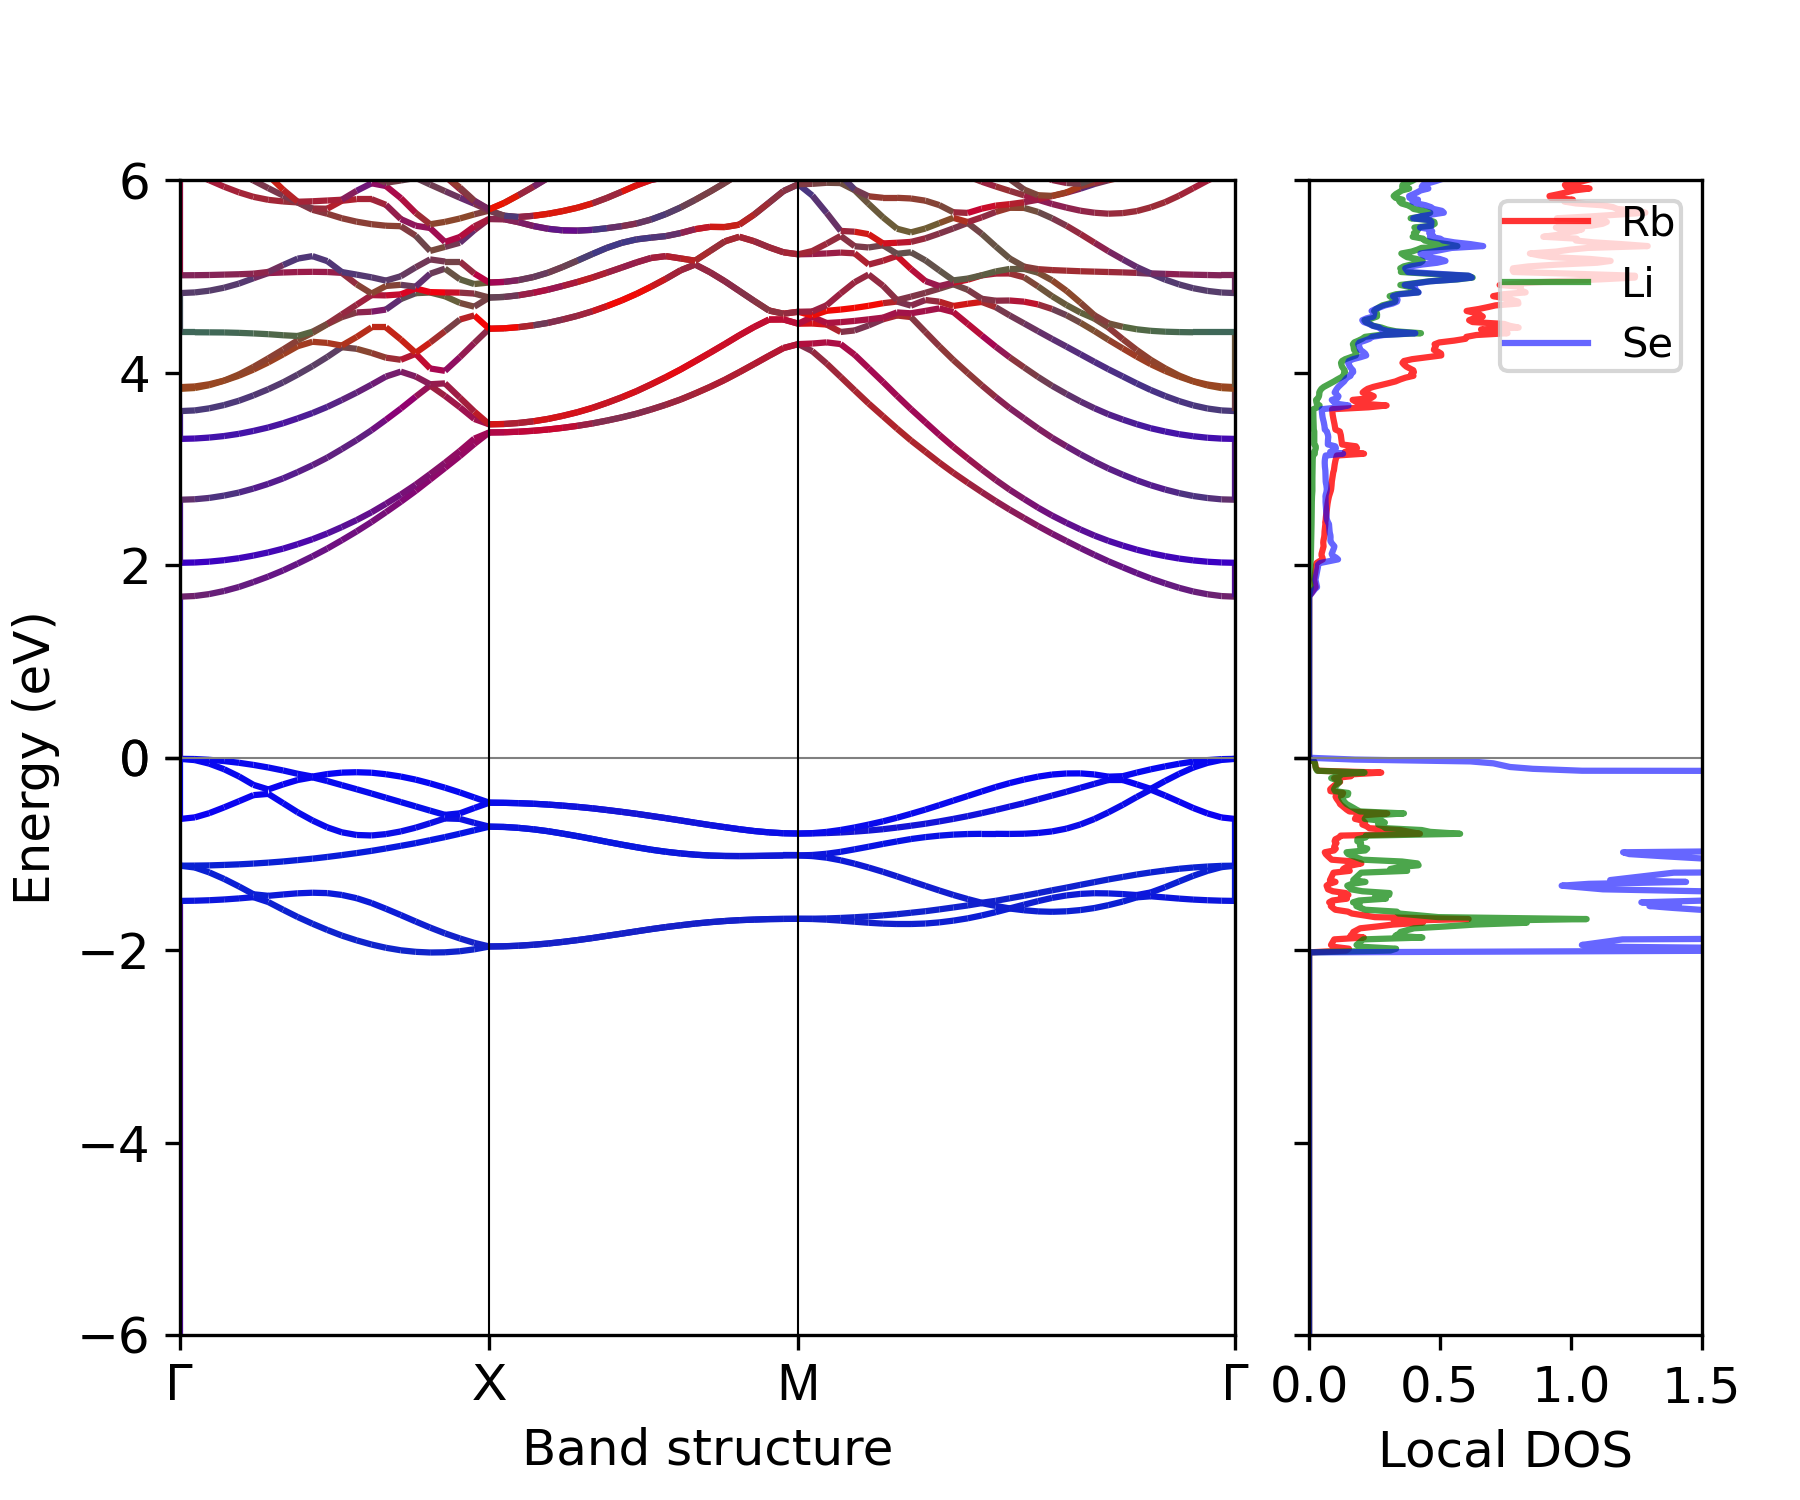 6
4
2
0
−2
−4
−6
Energy (eV)
Γ
X
M
Γ
Band structure
Rb
Li
Se
0.0
0.5
1.0
1.5
Local DOS